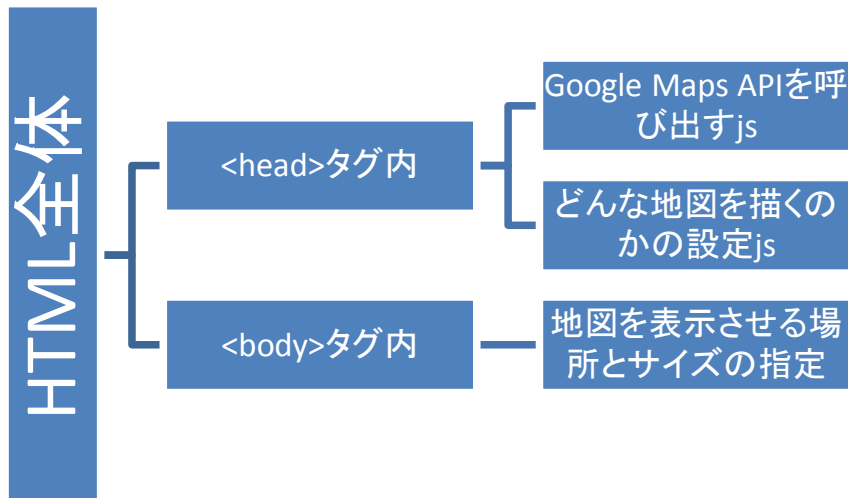 HTML全体
<head>タグ内
Google Maps APIを呼
び出すjs
どんな地図を描くの
かの設定js
<body>タグ内
地図を表示させる場
所とサイズの指定